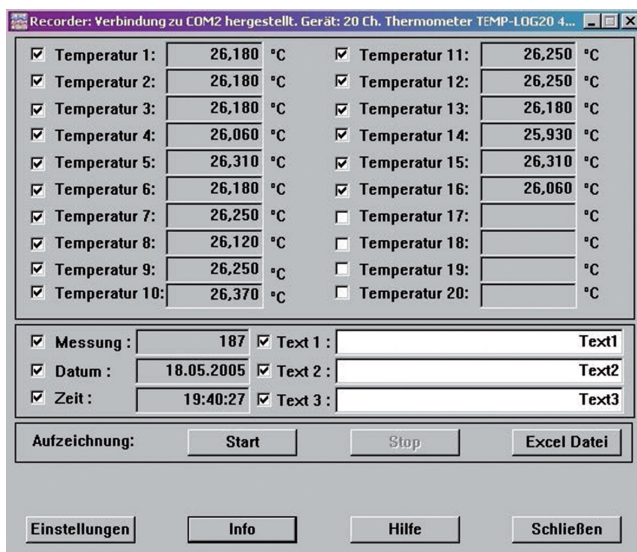 Recorder: Verbindung zu COM2 hergestellt. Gerät: 20 Ch. Thermometer TEMP-LOG20 4...
Temperatur 1: 26,180 °C Temperatur 11: 26,250 °C
Temperatur 2: 26,180 °C Temperatur 12: 26,250 °C
Temperatur 3: 26,180 °C Temperatur 13: 26,180 °C
Temperatur 4: 26,060 °C Temperatur 14: 25,930 °C
Temperatur 5: 26,310 °C Temperatur 15: 26,310 °C
Temperatur 6: 26,180 °C Temperatur 16: 26,060 °C
Temperatur 7: 26,250 °C Temperatur 17: °C
Temperatur 8: 26,120 °C Temperatur 18: °C
Temperatur 9: 26,250 °C Temperatur 19: °C
Temperatur 10: 26,370 °C Temperatur 20: °C
Messung : 187 Text 1 : Text1
Datum : 18.05.2005 Text 2 : Text2
Zeit : 19:40:27 Text 3 : Text3
Aufzeichnung: Start Stop Excel Datei
Einstellungen Info Hilfe Schließen